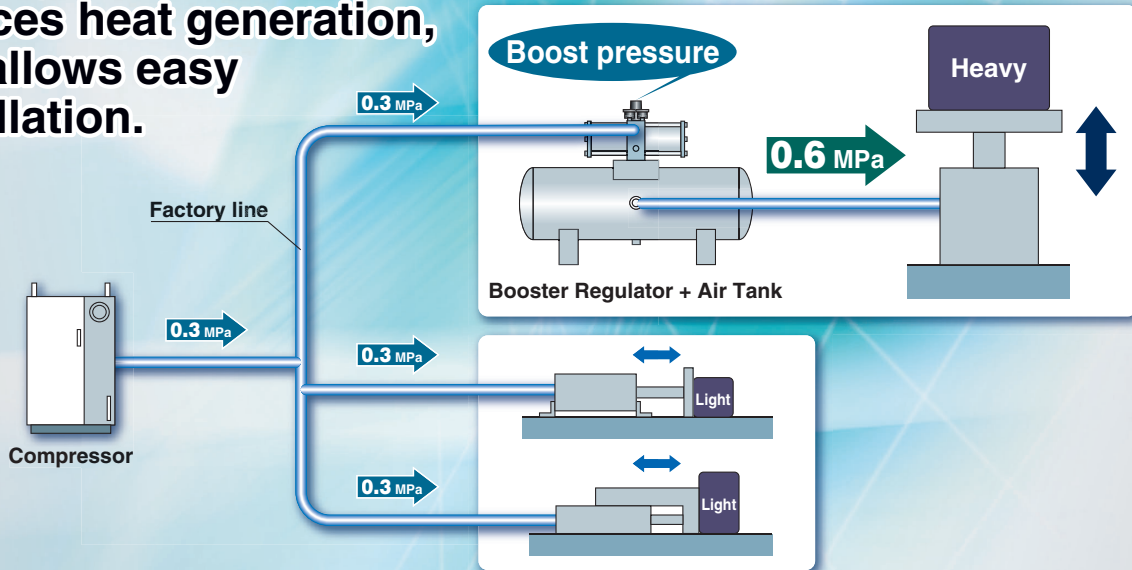 ces heat generation,
allows easy
llation.
Boost pressure
Heavy
0.3 MPa
0.6 MPa
Factory line
Booster Regulator + Air Tank
0.3 MPa
0.3 MPa
Light
Compressor
0.3 MPa
Light